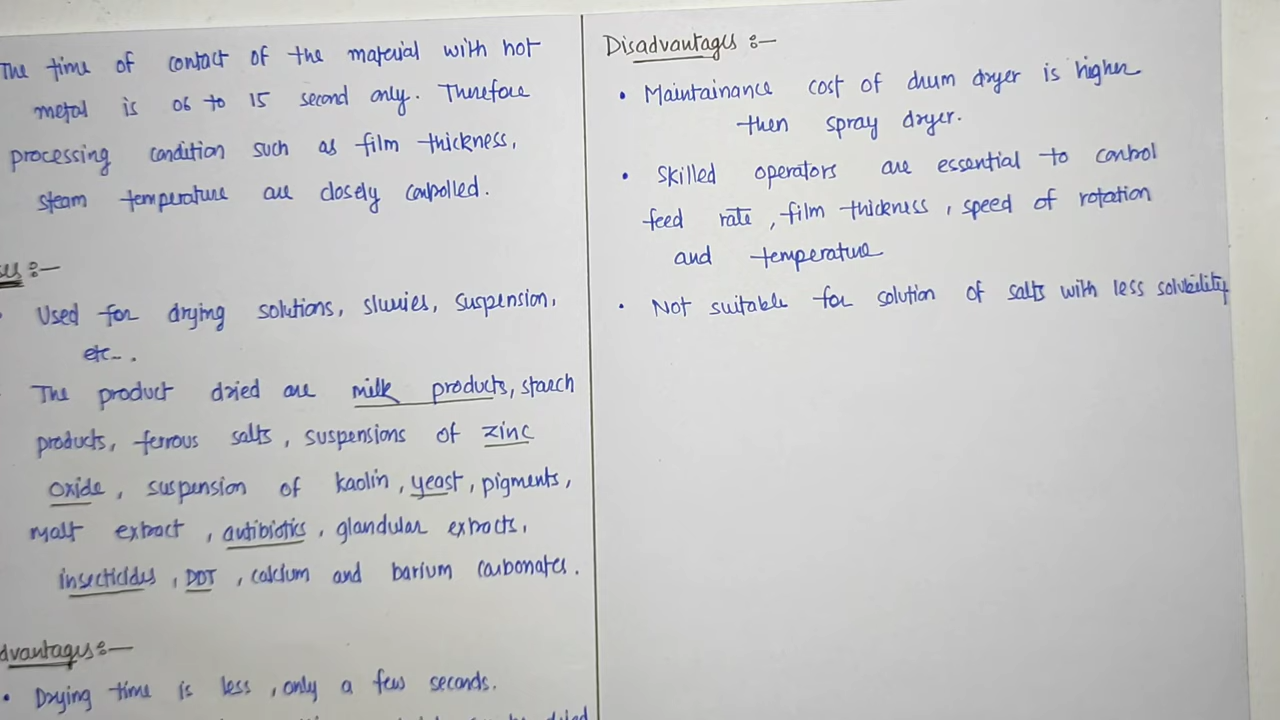 The time of contact of the material with hot
metal is 06 to 15 second only. Therefore
processing condition such as film thickness,
steam temperature are closely controlled.
ses :-
Used for drying solutions, slurries, suspension,
etc...
The product dried are milk products, starch
products, ferrous salts, suspensions of zinc
oxide, suspension of kaolin, yeast, pigments,
malt extract, antibiotics, glandular extracts,
insecticides, DDT, calcium and barium carbonates.
dvantages :-
• Drying time is less, only a few seconds.
Disadvantages :-
• Maintainance cost of drum dryer is higher
then spray dryer.
• Skilled operators are essential to control
feed rate, film thickness, speed of rotation
and temperature
• Not suitable for solution of salts with less solubility